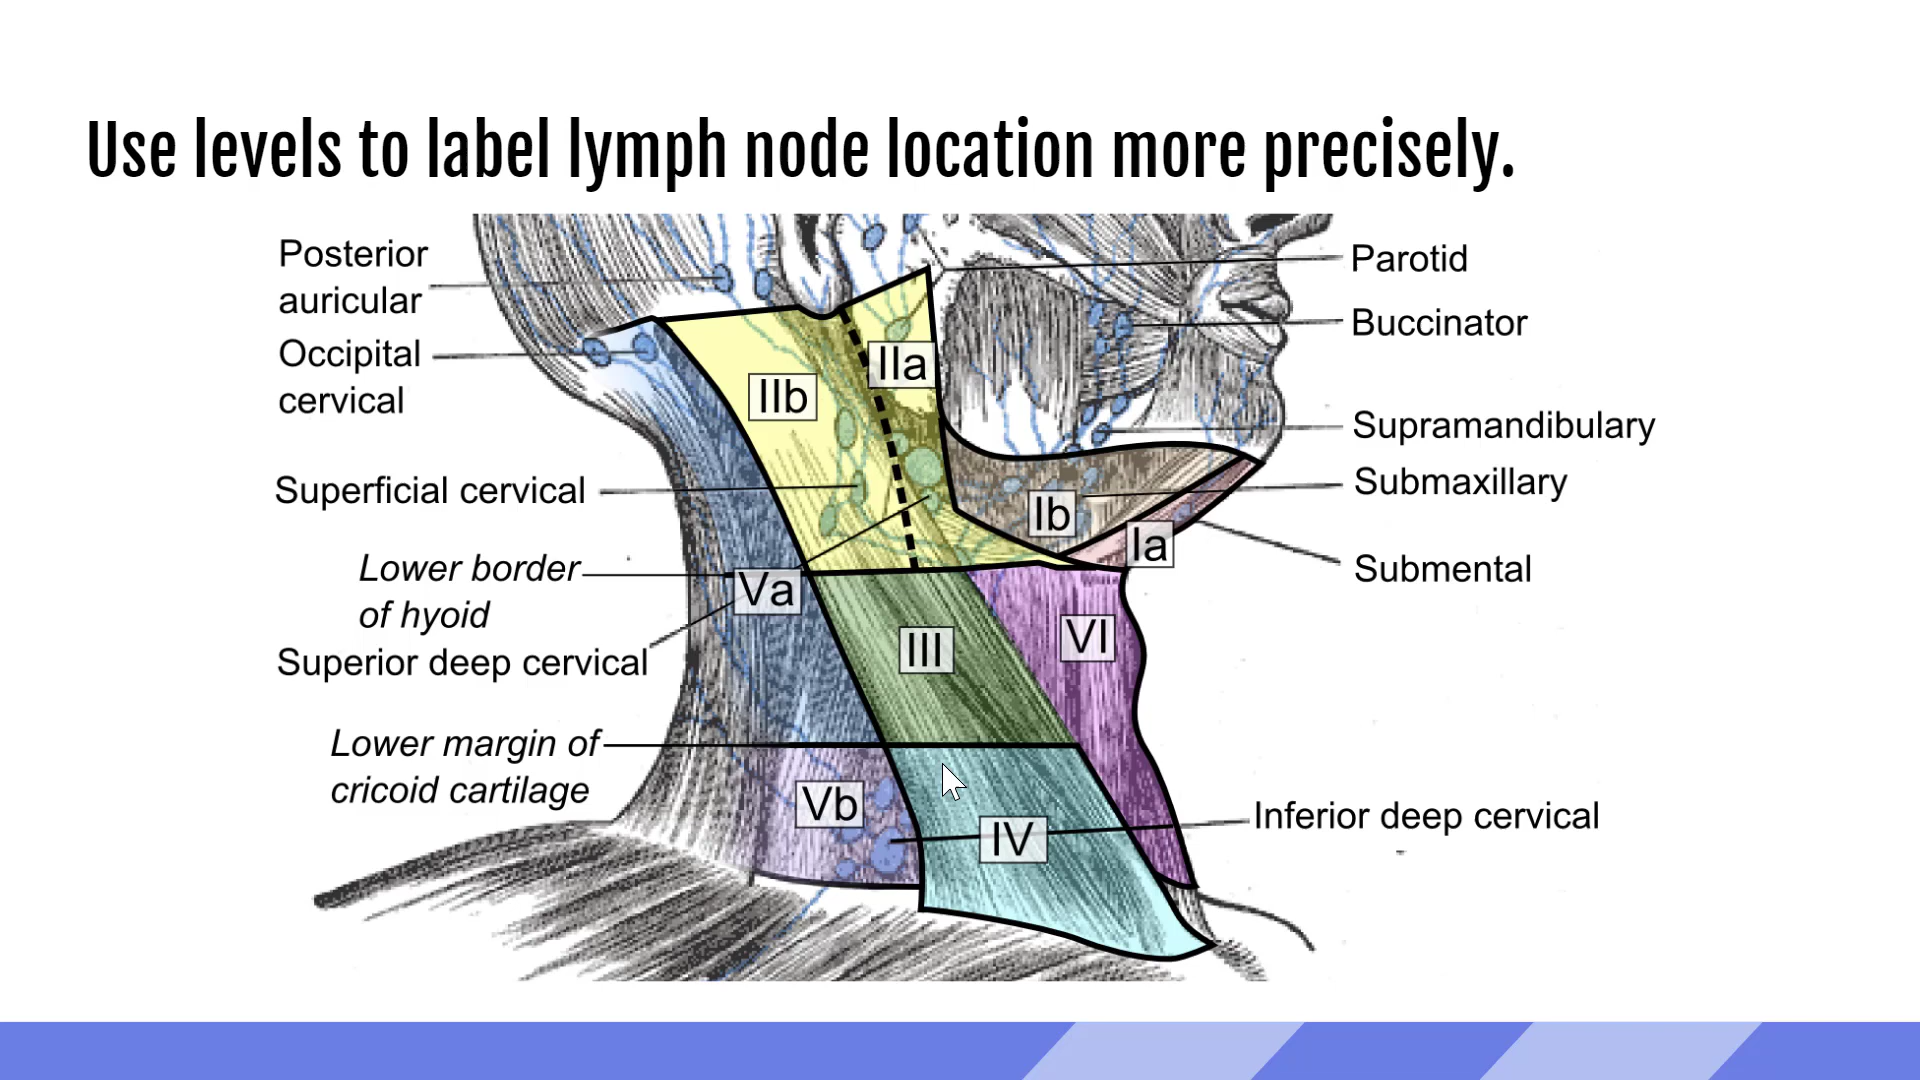 Use levels to label lymph node location more precisely.
Posterior
auricular
Occipital
cervical
Superficial cervical
Lower border
of hyoid
Superior deep cervical
Lower margin of
cricoid cartilage
IIb
IIa
Ib
Ia
Va
III
VI
Vb
IV
Parotid
Buccinator
Supramandibulary
Submaxillary
Submental
Inferior deep cervical